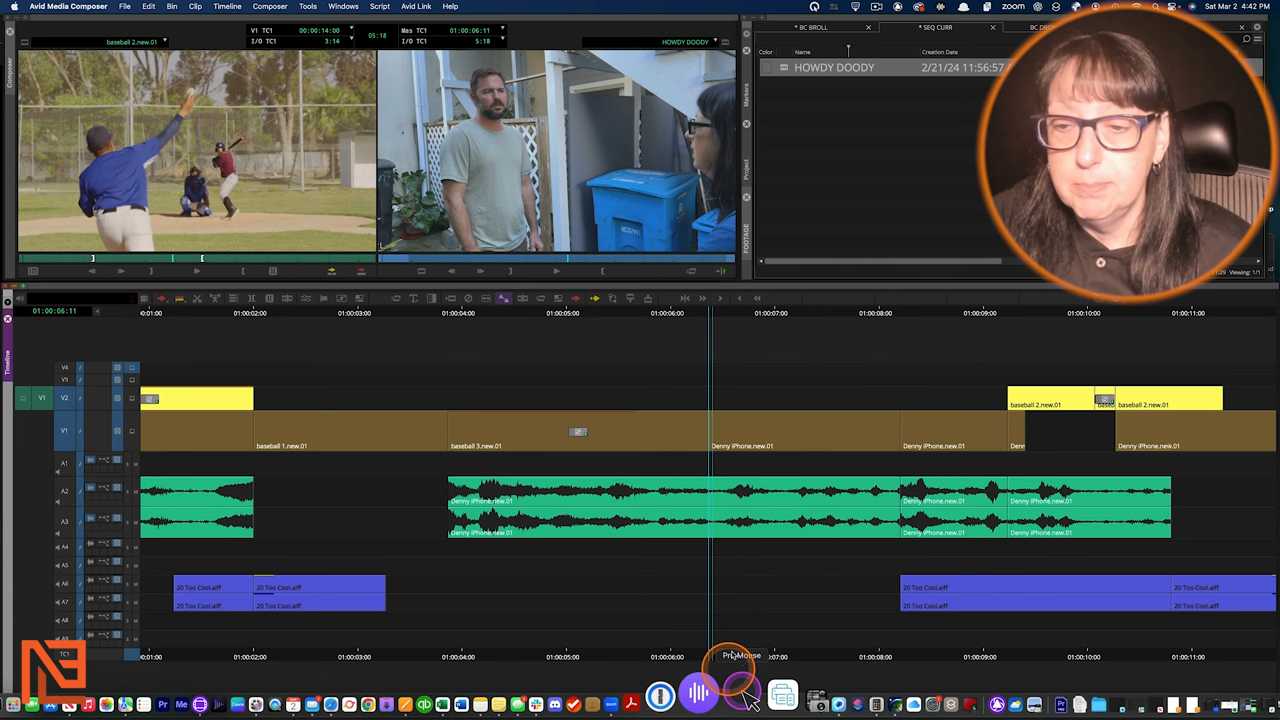 Avid Media Composer File Edit Bin Clip Timeline Composer Tools Windows Script Avid Link Help
zoom Sat Mar 2 4:42 PM
Composer
baseball 2.new.01
V1 TC1 00:00:14:00
I/O TC1 3:14
05:18
Mas TC1 01:00:06:11
I/O TC1 5:18
HOWDY DOODY
* BC BROLL
* SEQ CURR
Color Name Creation Date
HOWDY DOODY 2/21/24 11:56:57
Markers
Project
FOOTAGE
Viewing: 1/1
01:00:06:11
01:00:02:00 01:00:03:00 01:00:04:00 01:00:05:00 01:00:06:00 01:00:07:00 01:00:08:00 01:00:09:00 01:00:10:00 01:00:11:00
Timeline
V4
V3
V1 V2
baseball 2.new.01 baseball 2.new.01
V1
baseball 1.new.01 baseball 3.new.01 Denny iPhone.new.01 Denny iPhone.new.01 Denny iPhone.new.01
A1
A2
Denny iPhone.new.01 Denny iPhone.new.01 Denny iPhone.new.01
A3
Denny iPhone.new.01 Denny iPhone.new.01 Denny iPhone.new.01
A4
A5
A6
20 Too Cool.aiff 20 Too Cool.aiff 20 Too Cool.aiff 20 Too Cool.aiff
A7
20 Too Cool.aiff 20 Too Cool.aiff 20 Too Cool.aiff 20 Too Cool.aiff
A8
A9
TC1
01:00:02:00 01:00:03:00 01:00:04:00 01:00:05:00 01:00:06:00 01:00:07:00 01:00:08:00 01:00:09:00 01:00:10:00 01:00:11:00